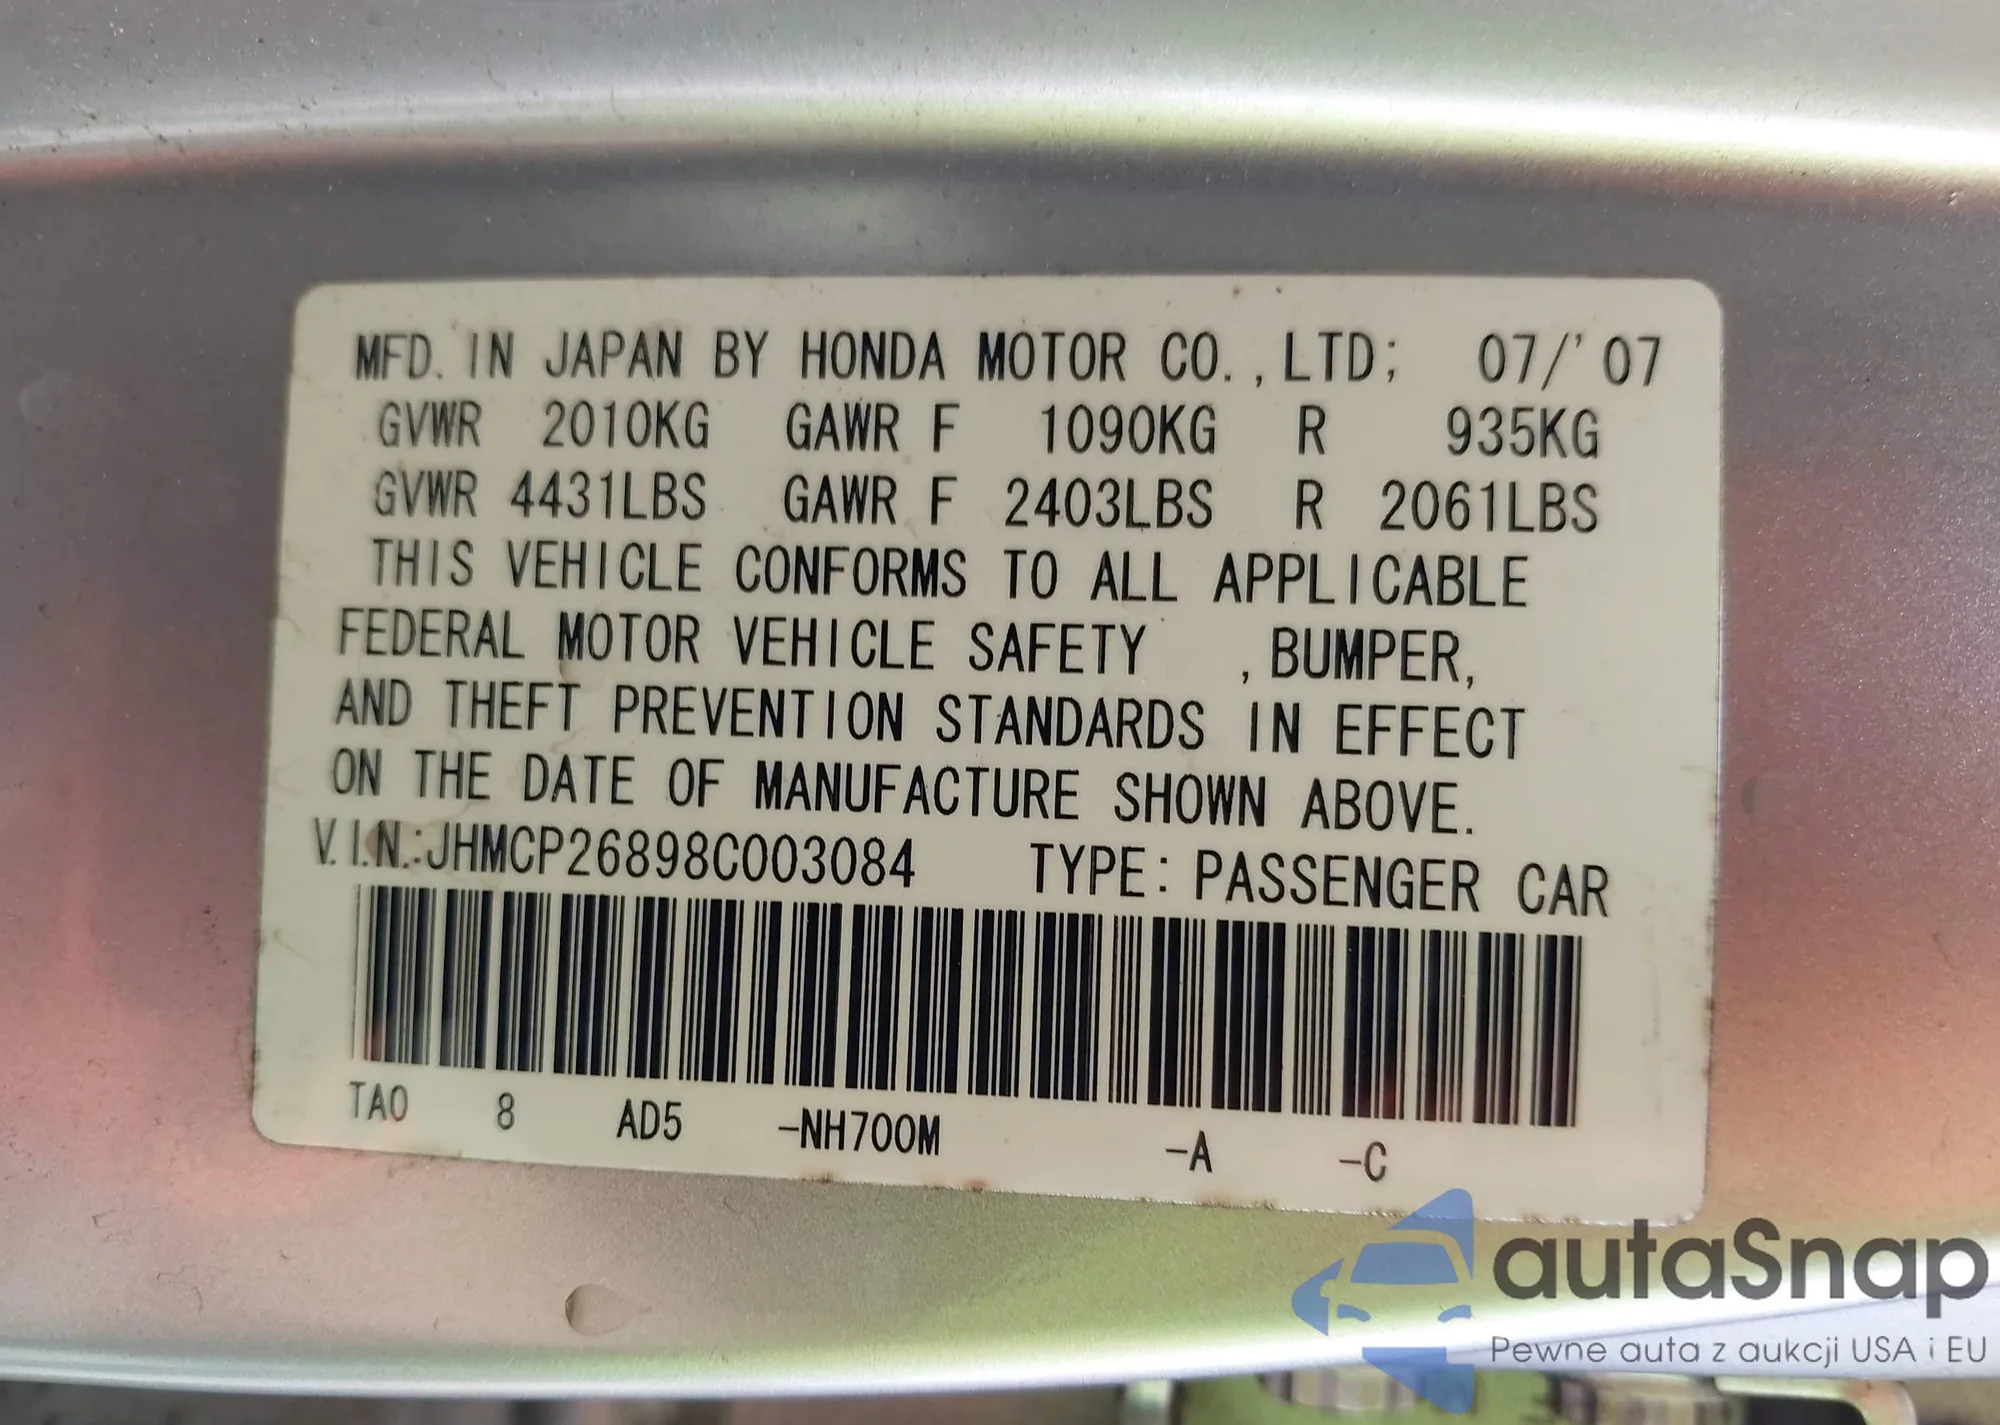 MFD. IN JAPAN BY HONDA MOTOR CO.,LTD; 07/'07
GVWR 2010KG GAWR F 1090KG R 935KG
GVWR 4431LBS GAWR F 2403LBS R 2061LBS
THIS VEHICLE CONFORMS TO ALL APPLICABLE
FEDERAL MOTOR VEHICLE SAFETY ,BUMPER,
AND THEFT PREVENTION STANDARDS IN EFFECT
ON THE DATE OF MANUFACTURE SHOWN ABOVE.
V.I.N.:JHMCP26898C003084 TYPE: PASSENGER CAR
TA0 8 AD5 -NH700M -A -C
autaSnap
Pewne auta z aukcji USA i EU